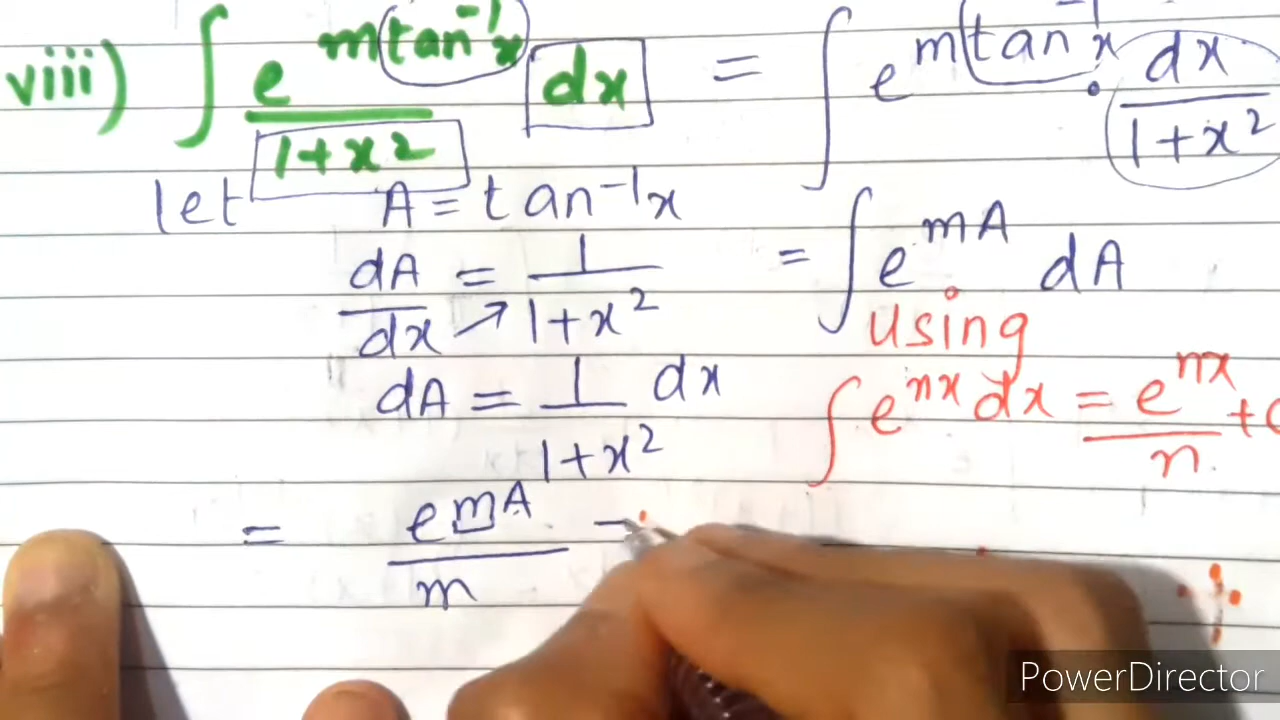 viii) ∫ e^(m tan⁻¹x) / (1+x²) dx = ∫ e^(m tan⁻¹x) · dx / (1+x²)
let A = tan⁻¹x
= ∫ e^(mA) dA
dA/dx = 1/(1+x²)
using
dA = 1/(1+x²) dx
∫ e^(nx) dx = e^(nx)/n + C
= e^(mA)/m
PowerDirector